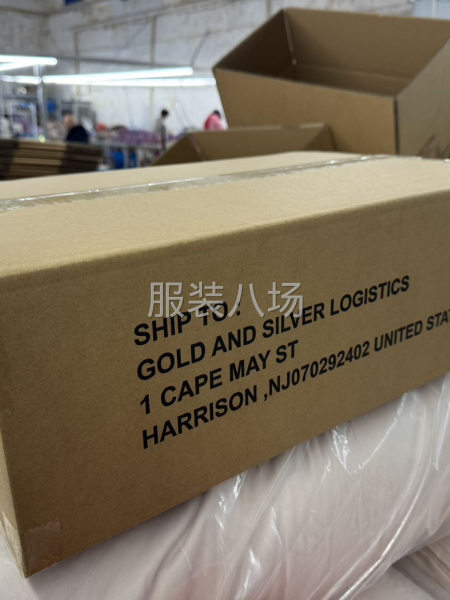 服装八场
SHIP TO :
GOLD AND SILVER LOGISTICS
1 CAPE MAY ST
HARRISON ,NJ070292402 UNITED STAT